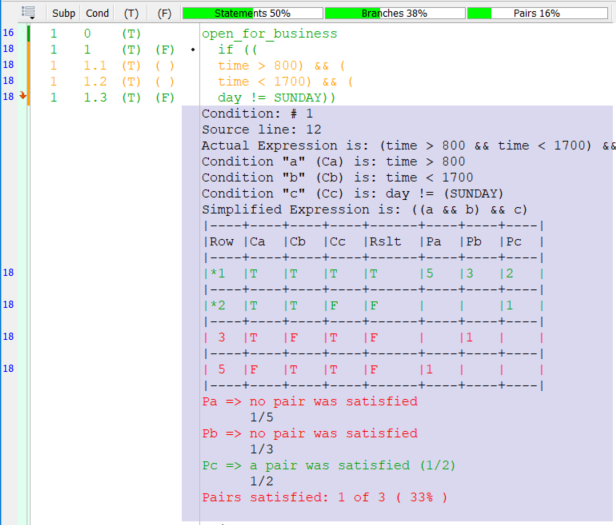 Subp Cond (T) (F) Statements 50% Branches 38% Pairs 16%
16 1 0 (T) open_for_business
18 1 1 (T) (F) • if ((
18 1 1.1 (T) ( ) time > 800) && (
18 1 1.2 (T) ( ) time < 1700) && (
18 1 1.3 (T) (F) day != SUNDAY))
Condition: # 1
Source line: 12
Actual Expression is: (time > 800 && time < 1700) &&
Condition "a" (Ca) is: time > 800
Condition "b" (Cb) is: time < 1700
Condition "c" (Cc) is: day != (SUNDAY)
Simplified Expression is: ((a && b) && c)
|----+----+----+----+------+----+----+----|
|Row |Ca |Cb |Cc |Rslt |Pa |Pb |Pc |
|----+----+----+----+------+----+----+----|
18 |*1 |T |T |T |T |5 |3 |2 |
|----+----+----+----+------+----+----+----|
18 |*2 |T |T |F |F | | |1 |
|----+----+----+----+------+----+----+----|
18 | 3 |T |F |T |F | |1 | |
|----+----+----+----+------+----+----+----|
18 | 5 |F |T |T |F |1 | | |
|----+----+----+----+------+----+----+----|
Pa => no pair was satisfied
1/5
Pb => no pair was satisfied
1/3
Pc => a pair was satisfied (1/2)
1/2
Pairs satisfied: 1 of 3 ( 33% )